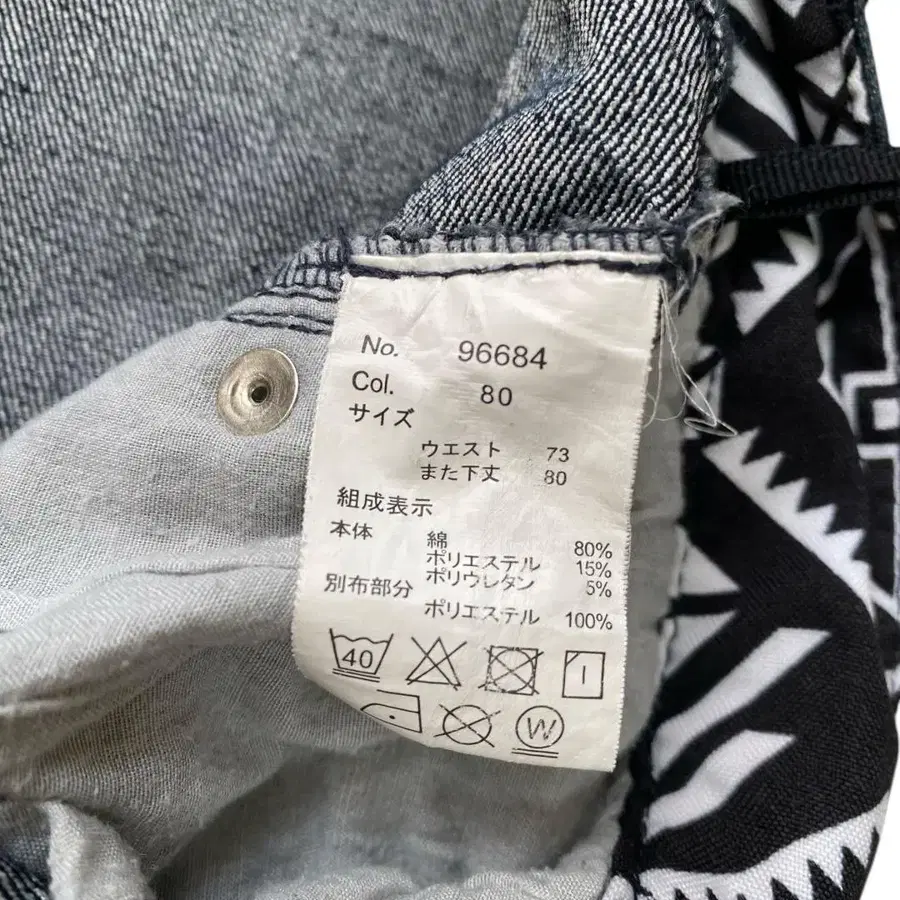 No. 96684
Col. 80
サイズ
ウエスト 73
また下丈 80
組成表示
本体 綿 80%
ポリエステル 15%
ポリウレタン 5%
別布部分
ポリエステル 100%
40
W